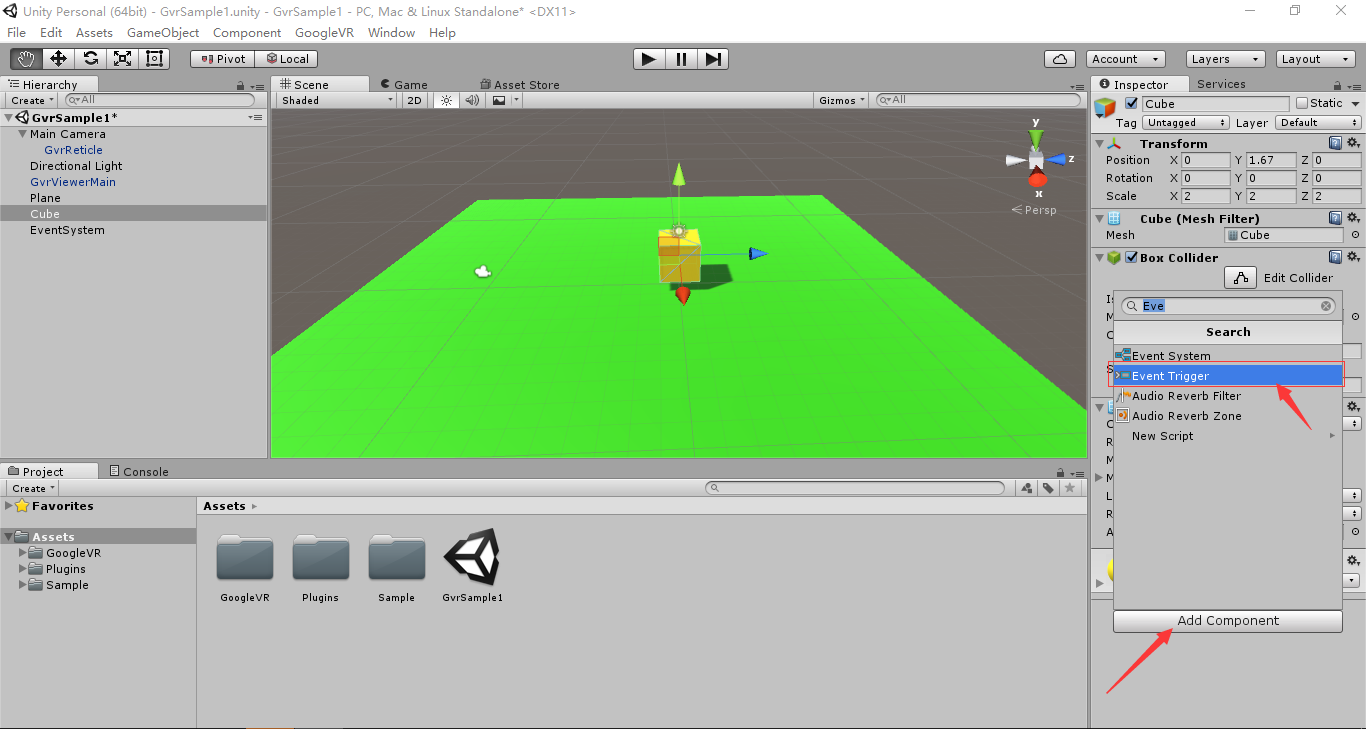 Unity Personal (64bit) - GvrSample1.unity - GvrSample1 - PC, Mac & Linux Standalone* <DX11>
File Edit Assets GameObject Component GoogleVR Window Help
Pivot Local Account Layers Layout
Hierarchy
Create All
GvrSample1*
Main Camera
GvrReticle
Directional Light
GvrViewerMain
Plane
Cube
EventSystem
Scene Game Asset Store
Shaded 2D Gizmos All
y
z
x
Persp
Inspector Services
Cube Static
Tag Untagged Layer Default
Transform
Position X 0 Y 1.67 Z 0
Rotation X 0 Y 0 Z 0
Scale X 2 Y 2 Z 2
Cube (Mesh Filter)
Mesh Cube
Box Collider
Edit Collider
Eve
Search
Event System
Event Trigger
Audio Reverb Filter
Audio Reverb Zone
New Script
Add Component
Project Console
Create
Favorites
Assets
GoogleVR
Plugins
Sample
Assets
GoogleVR Plugins Sample GvrSample1